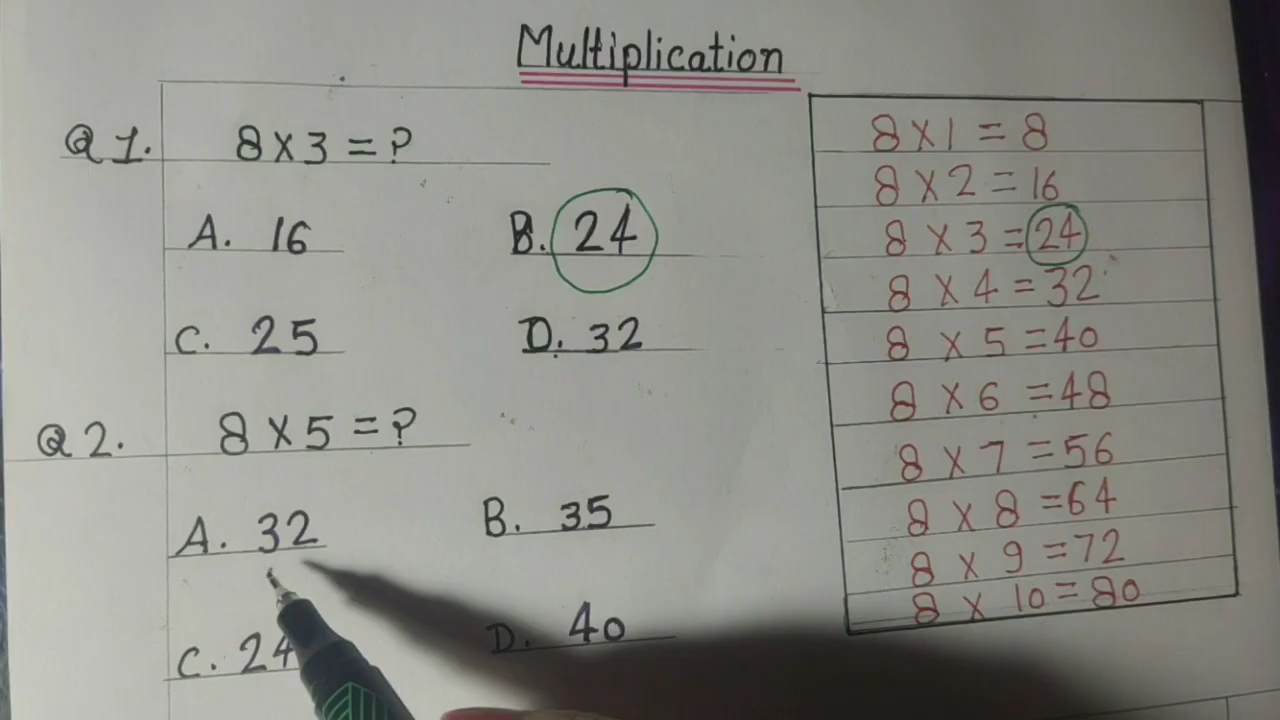 Multiplication
Q 1. 8 x 3 = ?
A. 16 B. 24
C. 25 D. 32
Q 2. 8 x 5 = ?
A. 32 B. 35
C. 24 D. 40
8 x 1 = 8
8 x 2 = 16
8 x 3 = 24
8 x 4 = 32
8 x 5 = 40
8 x 6 = 48
8 x 7 = 56
8 x 8 = 64
8 x 9 = 72
8 x 10 = 80